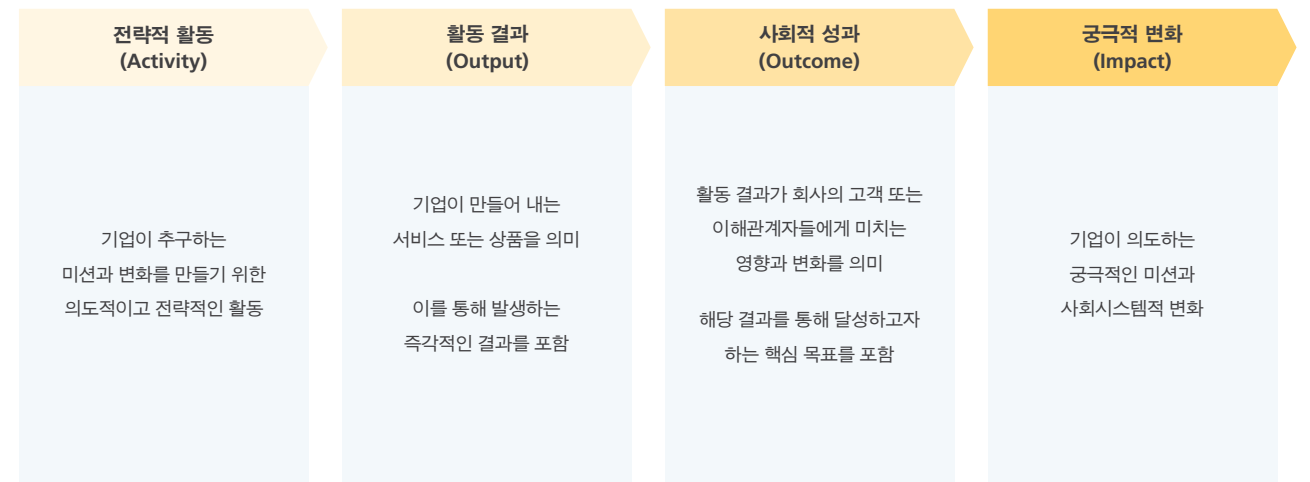 전략적 활동
(Activity)
기업이 추구하는
미션과 변화를 만들기 위한
의도적이고 전략적인 활동
활동 결과
(Output)
기업이 만들어 내는
서비스 또는 상품을 의미
이를 통해 발생하는
즉각적인 결과를 포함
사회적 성과
(Outcome)
활동 결과가 회사의 고객 또는
이해관계자들에게 미치는
영향과 변화를 의미
해당 결과를 통해 달성하고자
하는 핵심 목표를 포함
궁극적 변화
(Impact)
기업이 의도하는
궁극적인 미션과
사회시스템적 변화